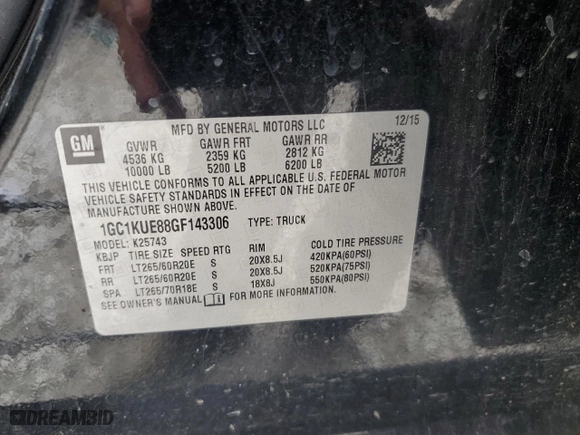 GM
MFD BY GENERAL MOTORS LLC
12/15
GVWR GAWR FRT GAWR RR
4536 KG 2359 KG 2812 KG
10000 LB 5200 LB 6200 LB
THIS VEHICLE CONFORMS TO ALL APPLICABLE U.S. FEDERAL MOTOR
VEHICLE SAFETY STANDARDS IN EFFECT ON THE DATE OF
MANUFACTURE SHOWN ABOVE.
1GC1KUE88GF143306 TYPE: TRUCK
MODEL: K25743
KBJP TIRE SIZE SPEED RTG RIM COLD TIRE PRESSURE
FRT LT265/60R20E S 20X8.5J 420KPA(60PSI)
RR LT265/60R20E S 20X8.5J 520KPA(75PSI)
SPA LT265/70R18E S 18X8J 550KPA(80PSI)
SEE OWNER'S MANUAL FOR MORE INFORMATION.
DREAMBID